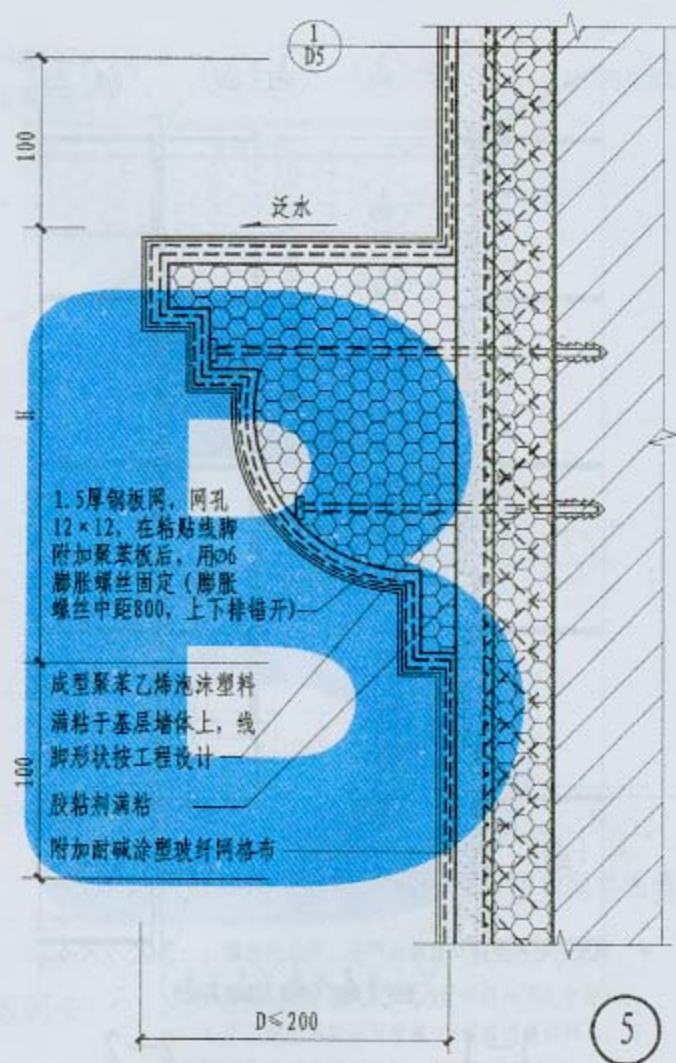 1
D5
100
泛水
H
1.5厚钢板网，网孔
12×12，在粘贴线脚
附加聚苯板后，用φ6
膨胀螺丝固定（膨胀
螺丝中距800，上下排错开）
成型聚苯乙烯泡沫塑料
满粘于基层墙体上，线
脚形状按工程设计
胶粘剂满粘
附加耐碱涂塑玻纤网格布
100
D≤200
5
B